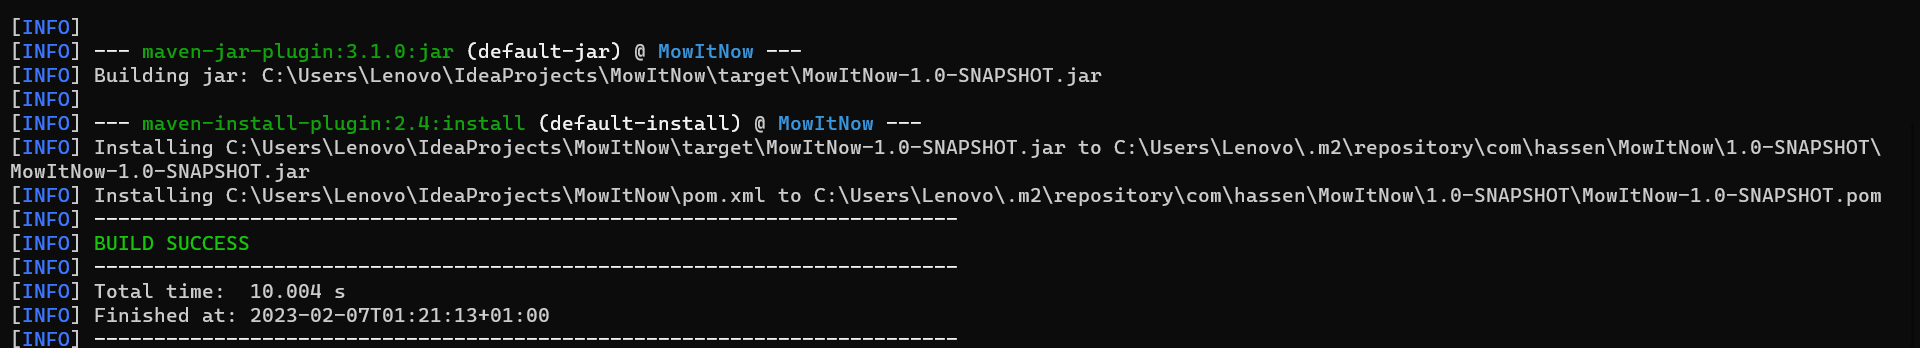 [INFO]
[INFO] --- maven-jar-plugin:3.1.0:jar (default-jar) @ MowItNow ---
[INFO] Building jar: C:\Users\Lenovo\IdeaProjects\MowItNow\target\MowItNow-1.0-SNAPSHOT.jar
[INFO]
[INFO] --- maven-install-plugin:2.4:install (default-install) @ MowItNow ---
[INFO] Installing C:\Users\Lenovo\IdeaProjects\MowItNow\target\MowItNow-1.0-SNAPSHOT.jar to C:\Users\Lenovo\.m2\repository\com\hassen\MowItNow\1.0-SNAPSHOT\
MowItNow-1.0-SNAPSHOT.jar
[INFO] Installing C:\Users\Lenovo\IdeaProjects\MowItNow\pom.xml to C:\Users\Lenovo\.m2\repository\com\hassen\MowItNow\1.0-SNAPSHOT\MowItNow-1.0-SNAPSHOT.pom
[INFO] ------------------------------------------------------------------------
[INFO] BUILD SUCCESS
[INFO] ------------------------------------------------------------------------
[INFO] Total time:  10.004 s
[INFO] Finished at: 2023-02-07T01:21:13+01:00
[INFO] ------------------------------------------------------------------------